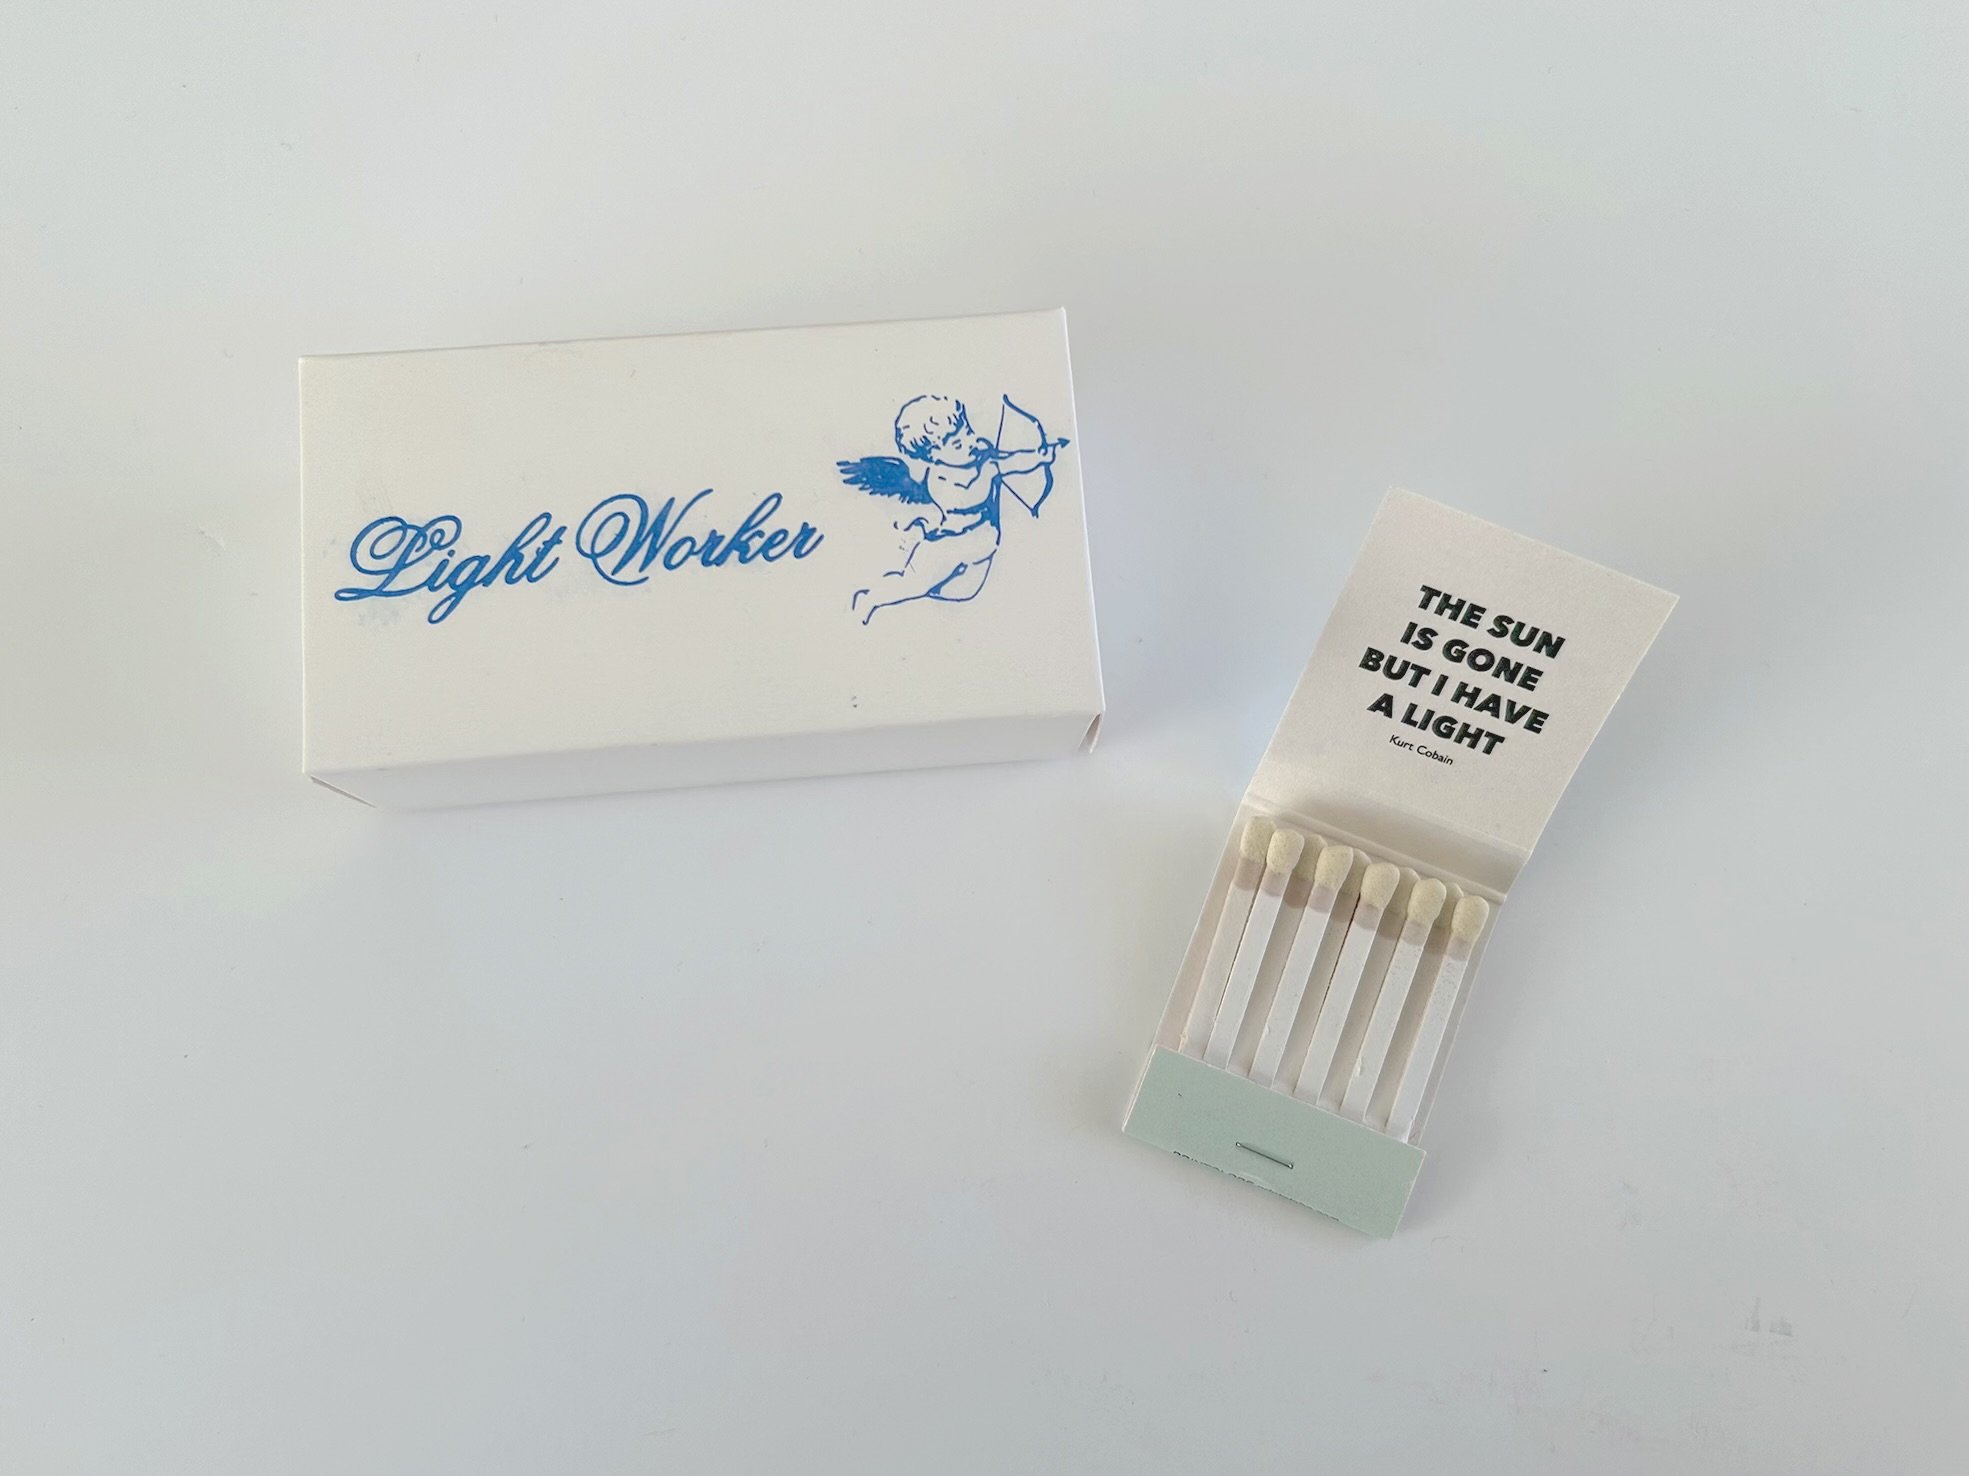 Light Worker
THE SUN
IS GONE
BUT I HAVE
A LIGHT
Kurt Cobain